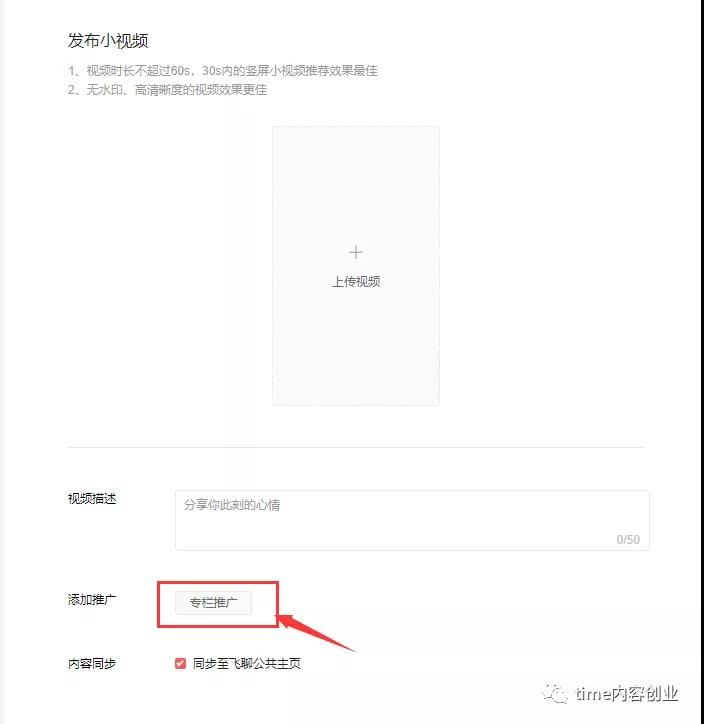 发布小视频
1、视频时长不超过60s，30s内的竖屏小视频推荐效果最佳
2、无水印、高清晰度的视频效果更佳
上传视频
视频描述
分享你此刻的心情
0/50
添加推广
专栏推广
内容同步
同步至飞聊公共主页
time内容创业